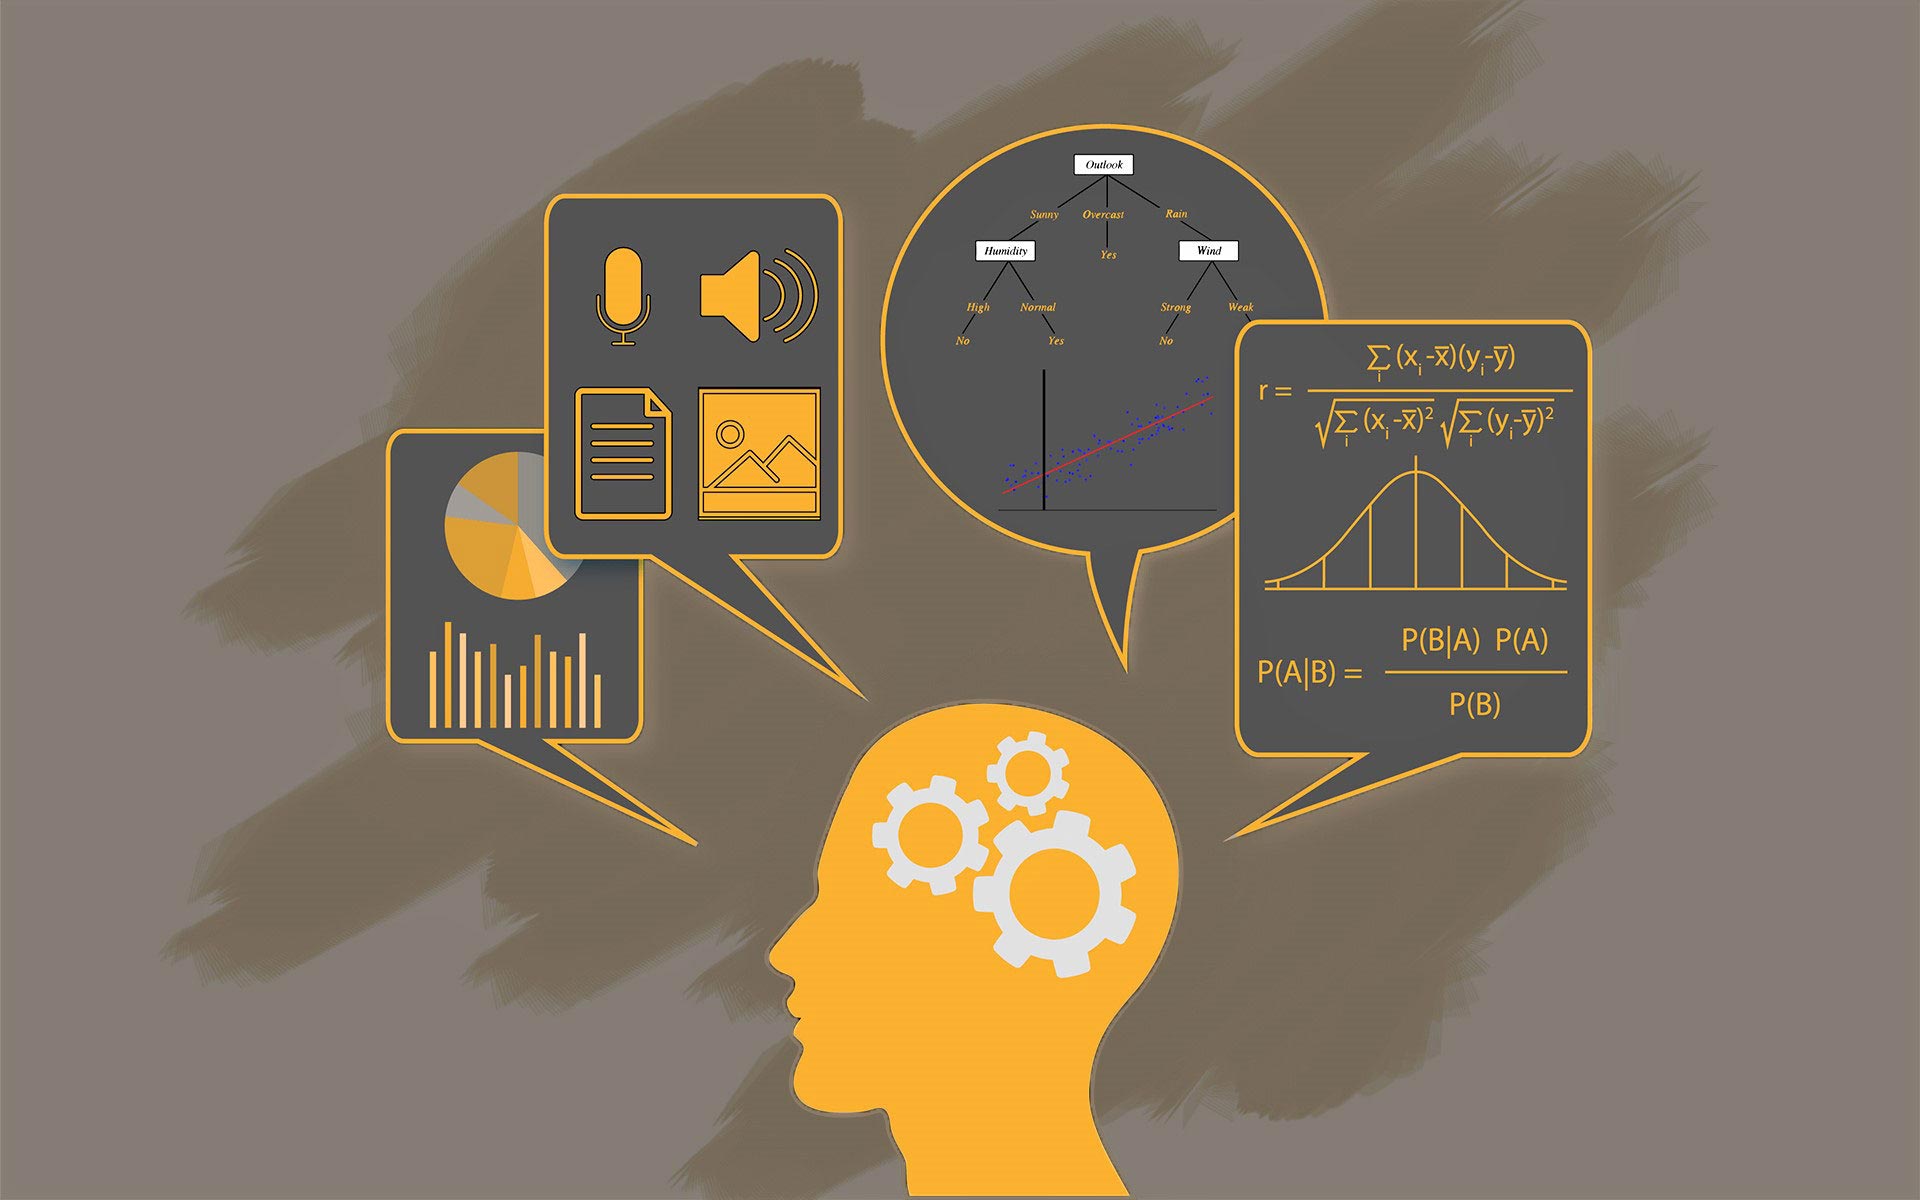 Outlook
Sunny Overcast Rain
Humidity Yes Wind
High Normal Strong Weak
No Yes No
r = ∑i (xi-x̅)(yi-y̅)
√∑i (xi-x̅)² √∑i (yi-y̅)²
P(A|B) = P(B|A) P(A)
P(B)